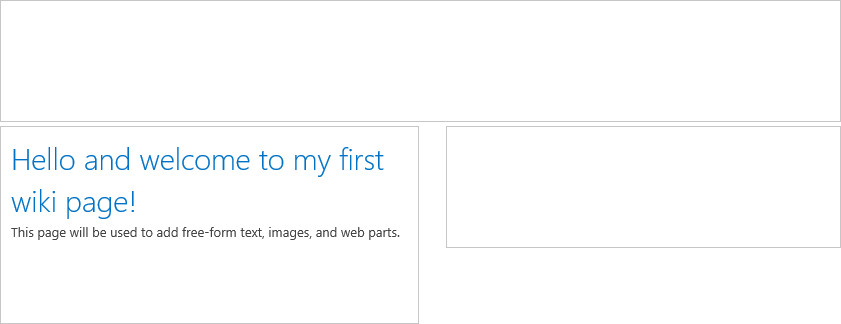 Hello and welcome to my first
wiki page!
This page will be used to add free-form text, images, and web parts.